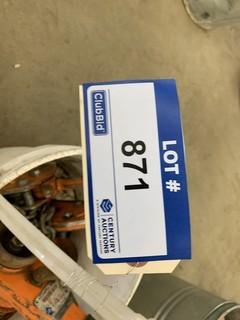 LOT #
871
ClubBid
CENTURY
AUCTIONS